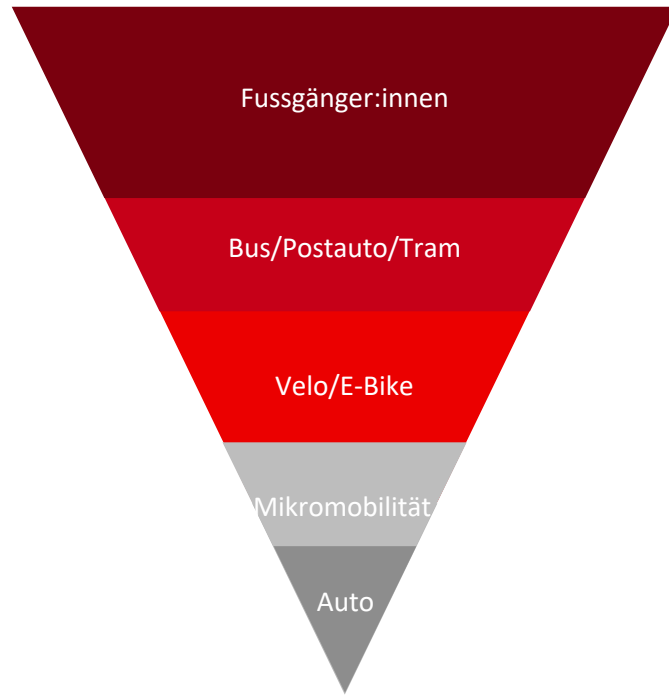 Fussgänger:innen
Bus/Postauto/Tram
Velo/E-Bike
Mikromobilität
Auto